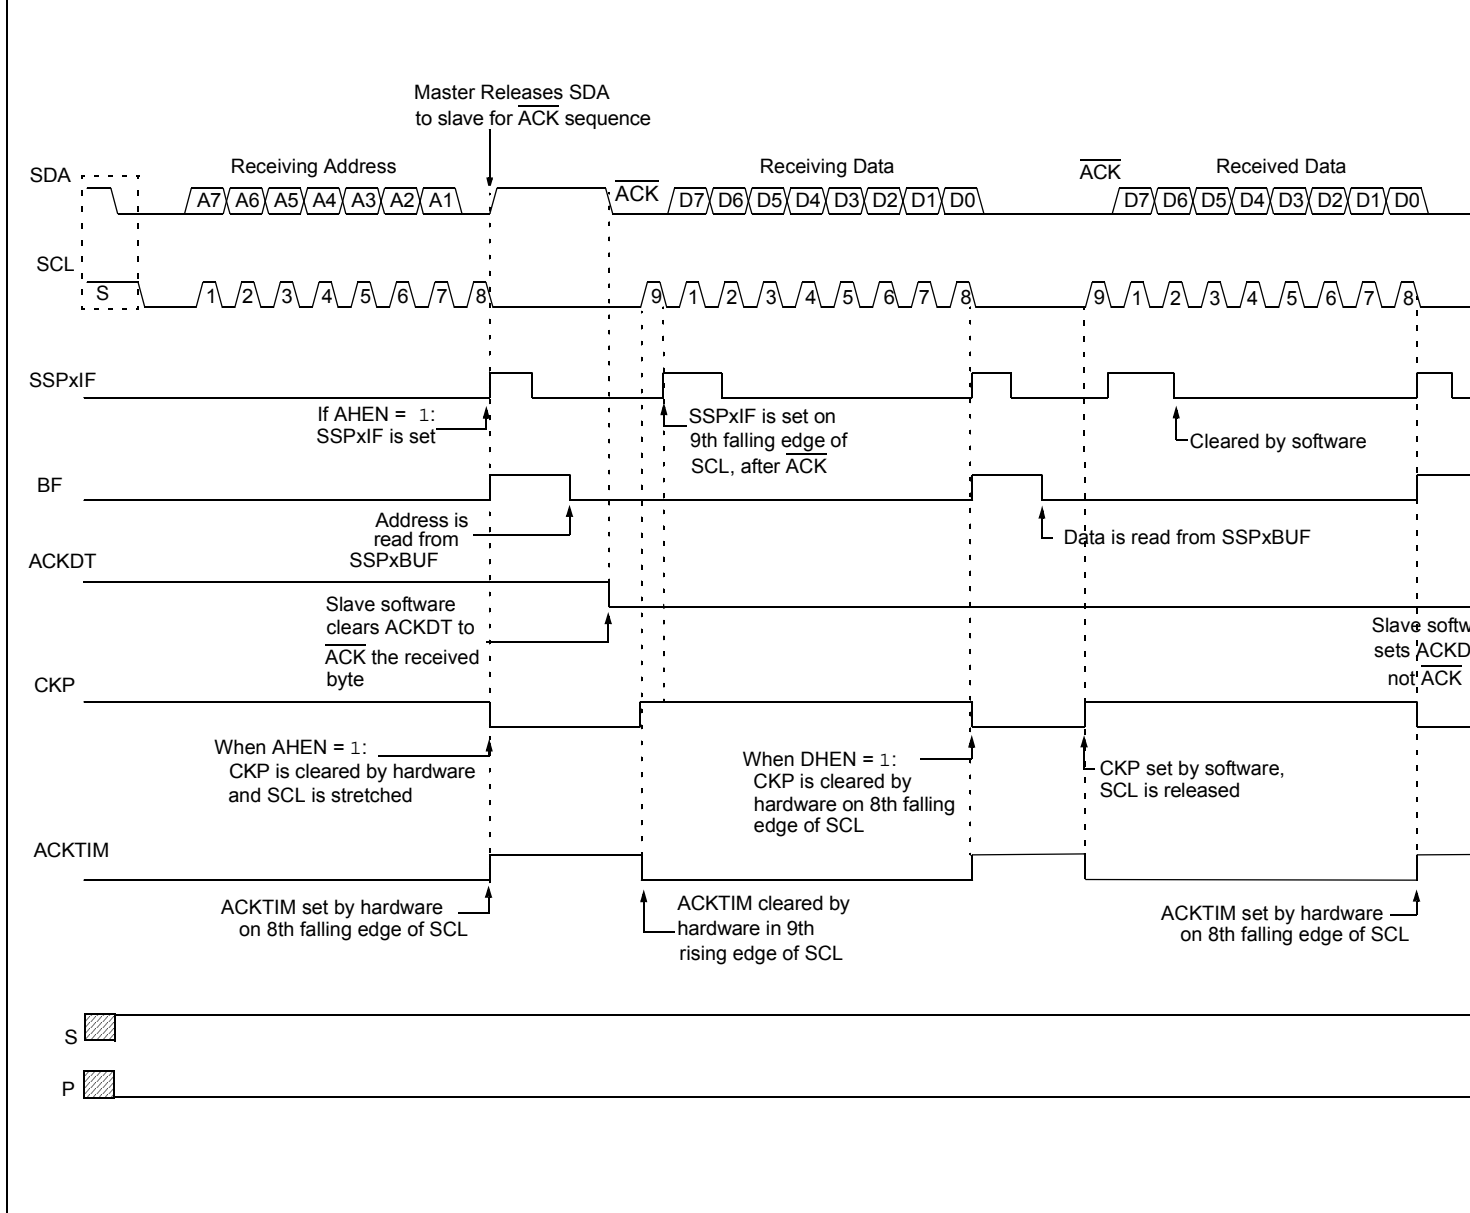 Master Releases SDA
to slave for ACK sequence
Receiving Address
Receiving Data
ACK
Received Data
SDA
A7 A6 A5 A4 A3 A2 A1
ACK
D7 D6 D5 D4 D3 D2 D1 D0
D7 D6 D5 D4 D3 D2 D1 D0
SCL
S
1 2 3 4 5 6 7 8
9 1 2 3 4 5 6 7 8
9 1 2 3 4 5 6 7 8
SSPxIF
If AHEN = 1:
SSPxIF is set
SSPxIF is set on
9th falling edge of
SCL, after ACK
Cleared by software
BF
Address is
read from
SSPxBUF
Data is read from SSPxBUF
ACKDT
Slave software
clears ACKDT to
ACK the received
byte
Slave softw
sets ACKD
not ACK
CKP
When AHEN = 1:
CKP is cleared by hardware
and SCL is stretched
When DHEN = 1:
CKP is cleared by
hardware on 8th falling
edge of SCL
CKP set by software,
SCL is released
ACKTIM
ACKTIM set by hardware
on 8th falling edge of SCL
ACKTIM cleared by
hardware in 9th
rising edge of SCL
ACKTIM set by hardware
on 8th falling edge of SCL
S
P